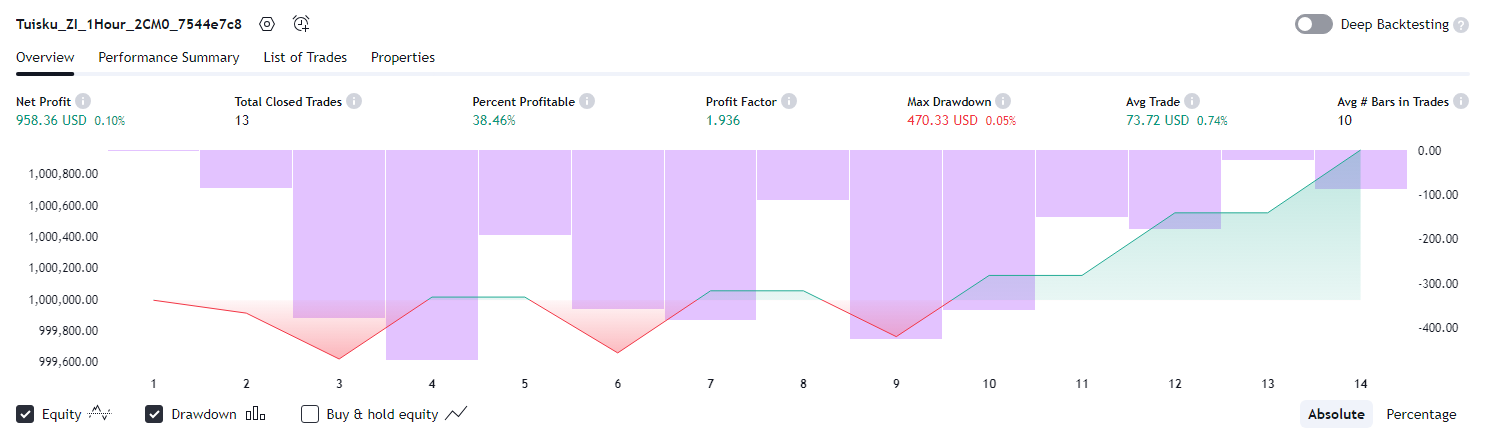 Tuisku_ZI_1Hour_2CM0_7544e7c8 Deep Backtesting ?
Overview Performance Summary List of Trades Properties
Net Profit i Total Closed Trades i Percent Profitable i Profit Factor i Max Drawdown i Avg Trade i Avg # Bars in Trades i
958.36 USD 0.10% 13 38.46% 1.936 470.33 USD 0.05% 73.72 USD 0.74% 10
0.00
1,000,800.00
-100.00
1,000,600.00
1,000,400.00 -200.00
1,000,200.00
-300.00
1,000,000.00
999,800.00 -400.00
999,600.00
1 2 3 4 5 6 7 8 9 10 11 12 13 14
Equity Drawdown Buy & hold equity Absolute Percentage